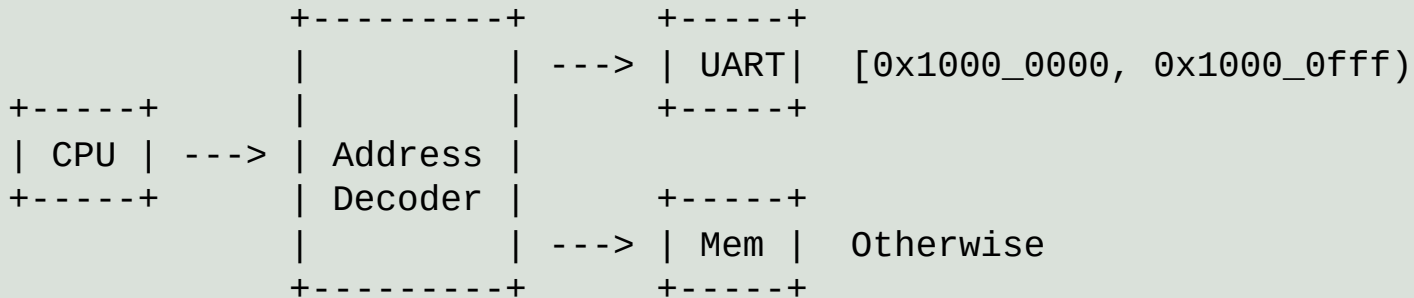 +---------+       +-----+
             |         | ---> | UART|  [0x1000_0000, 0x1000_0fff)
+-----+      |         |       +-----+
| CPU | ---> | Address |
+-----+      | Decoder |       +-----+
             |         | ---> | Mem |  Otherwise
             +---------+       +-----+